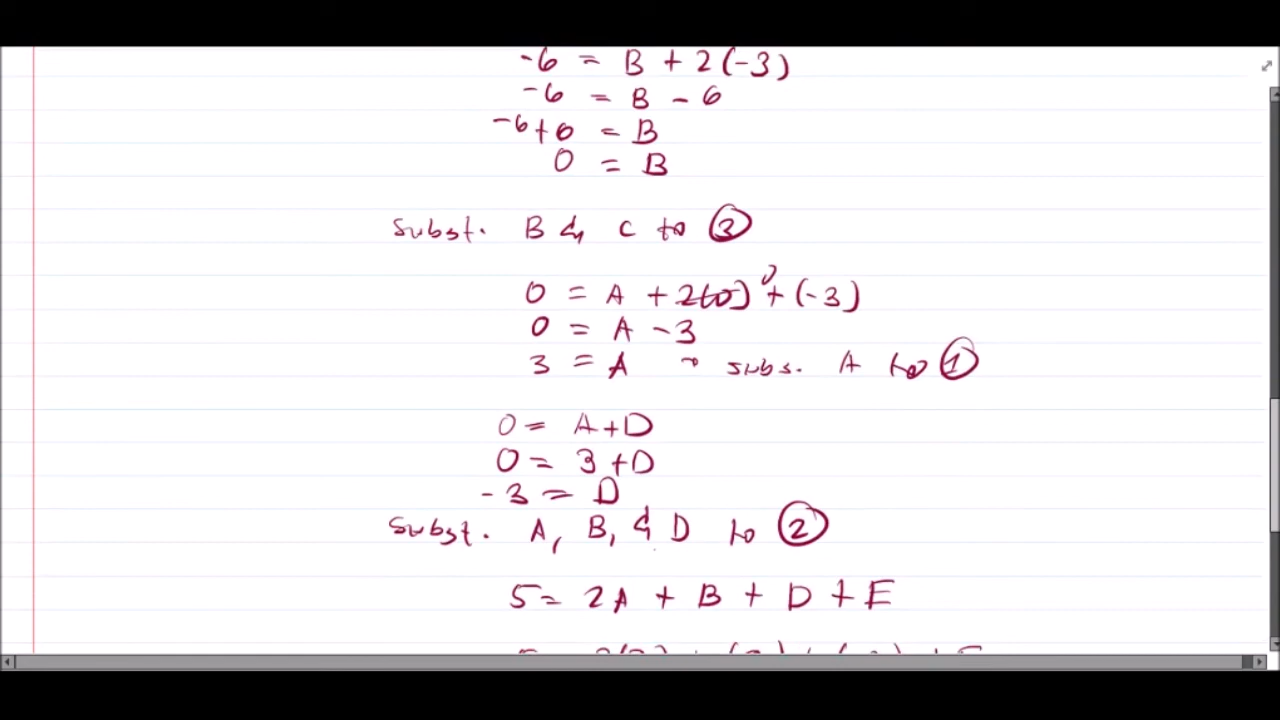 -6 = B + 2(-3)
-6 = B - 6
-6+6 = B
0 = B
Subst. B & C to ③
0 = A + 2(0) 0 + (-3)
0 = A - 3
3 = A → subs. A to ①
0 = A+D
0 = 3 +D
-3 = D
Subst. A, B, & D to ②
5 = 2A + B + D + E